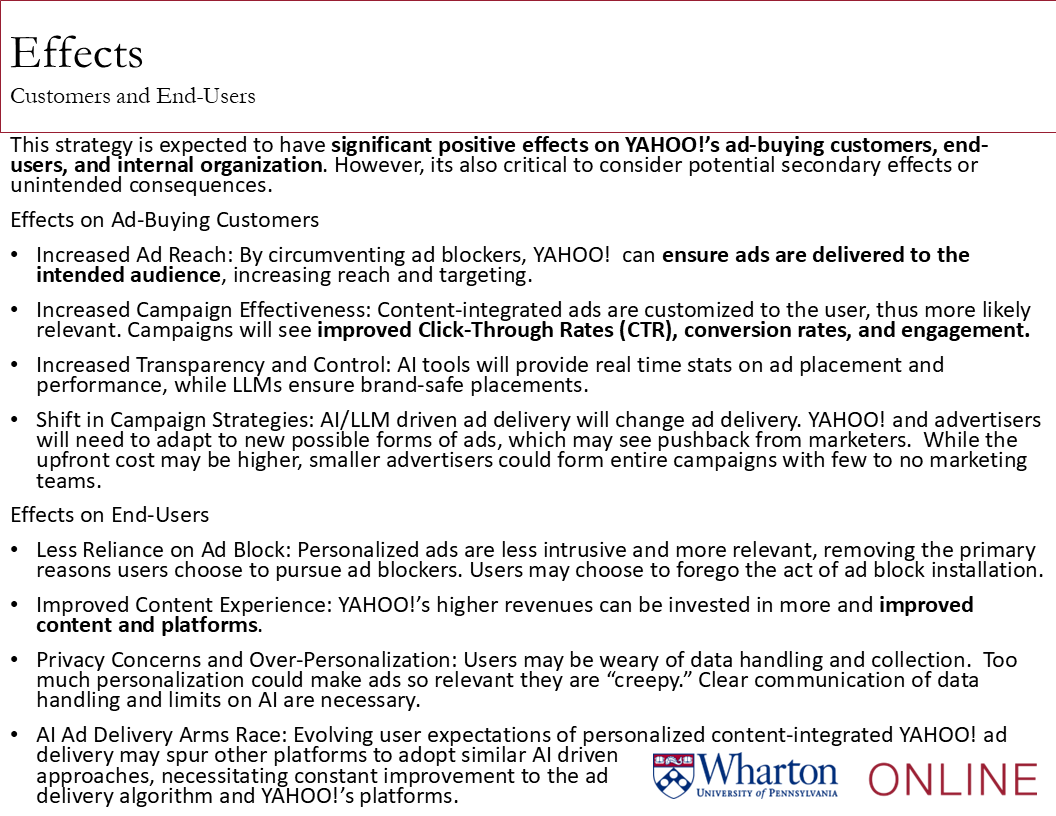 Effects
Customers and End-Users
This strategy is expected to have significant positive effects on YAHOO!’s ad-buying customers, end-
users, and internal organization. However, its also critical to consider potential secondary effects or
unintended consequences.
Effects on Ad-Buying Customers
• Increased Ad Reach: By circumventing ad blockers, YAHOO!  can ensure ads are delivered to the
intended audience, increasing reach and targeting.
• Increased Campaign Effectiveness: Content-integrated ads are customized to the user, thus more likely
relevant. Campaigns will see improved Click-Through Rates (CTR), conversion rates, and engagement.
• Increased Transparency and Control: AI tools will provide real time stats on ad placement and
performance, while LLMs ensure brand-safe placements.
• Shift in Campaign Strategies: AI/LLM driven ad delivery will change ad delivery. YAHOO! and advertisers
will need to adapt to new possible forms of ads, which may see pushback from marketers.  While the
upfront cost may be higher, smaller advertisers could form entire campaigns with few to no marketing
teams.
Effects on End-Users
• Less Reliance on Ad Block: Personalized ads are less intrusive and more relevant, removing the primary
reasons users choose to pursue ad blockers. Users may choose to forego the act of ad block installation.
• Improved Content Experience: YAHOO!’s higher revenues can be invested in more and improved
content and platforms.
• Privacy Concerns and Over-Personalization: Users may be weary of data handling and collection.  Too
much personalization could make ads so relevant they are “creepy.” Clear communication of data
handling and limits on AI are necessary.
• AI Ad Delivery Arms Race: Evolving user expectations of personalized content-integrated YAHOO! ad
delivery may spur other platforms to adopt similar AI driven
approaches, necessitating constant improvement to the ad
delivery algorithm and YAHOO!’s platforms.
Wharton
UNIVERSITY of PENNSYLVANIA
ONLINE